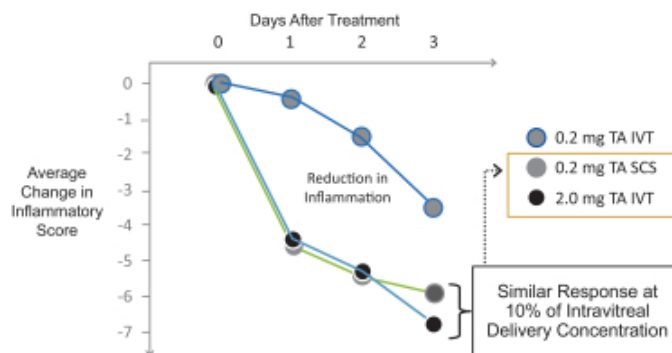 Days After Treatment
0 1 2 3
0
-1
-2
-3
-4
-5
-6
-7
Average
Change in
Inflammatory
Score
Reduction in
Inflammation
0.2 mg TA IVT
0.2 mg TA SCS
2.0 mg TA IVT
Similar Response at
10% of Intravitreal
Delivery Concentration